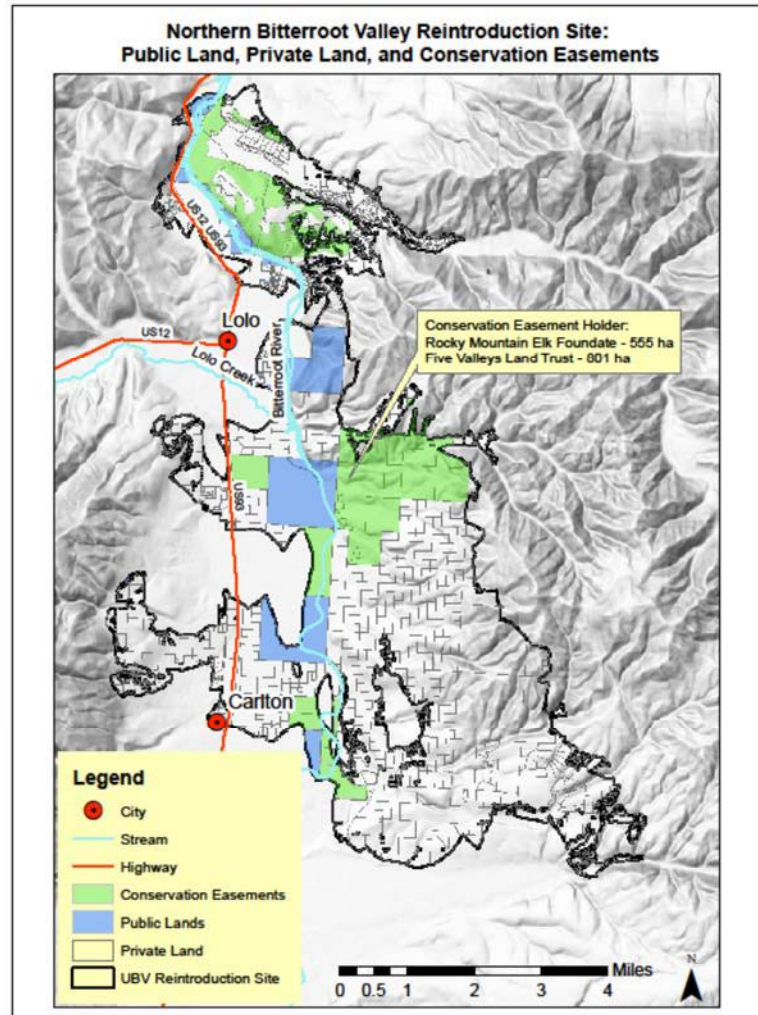 Northern Bitterroot Valley Reintroduction Site:
Public Land, Private Land, and Conservation Easements
US12 US93
Lolo
US12
Lolo Creek
Bitterroot River
Conservation Easement Holder:
Rocky Mountain Elk Foundate - 555 ha
Five Valleys Land Trust - 801 ha
US93
Carlton
Legend
City
Stream
Highway
Conservation Easements
Public Lands
Private Land
UBV Reintroduction Site
Miles
0 0.5 1 2 3 4
N